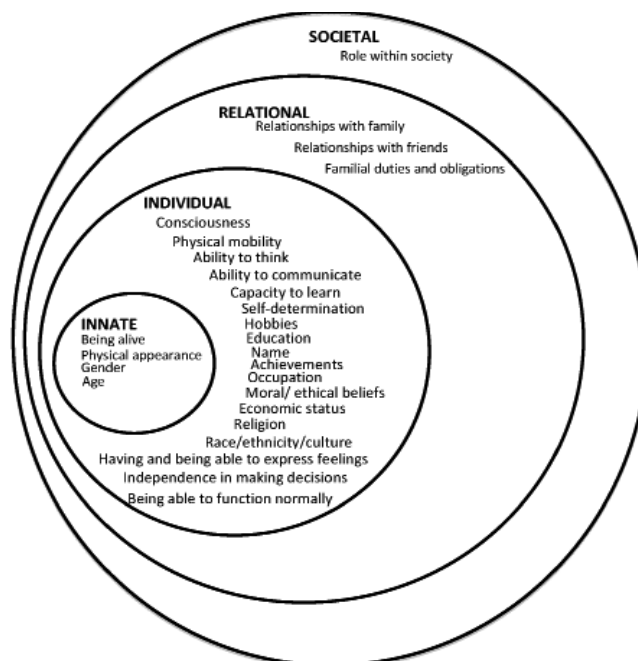 SOCIETAL
Role within society
RELATIONAL
Relationships with family
Relationships with friends
Familial duties and obligations
INDIVIDUAL
Consciousness
Physical mobility
Ability to think
Ability to communicate
Capacity to learn
Self-determination
Hobbies
Education
Name
Achievements
Occupation
Moral/ ethical beliefs
Economic status
Religion
Race/ethnicity/culture
Having and being able to express feelings
Independence in making decisions
Being able to function normally
INNATE
Being alive
Physical appearance
Gender
Age